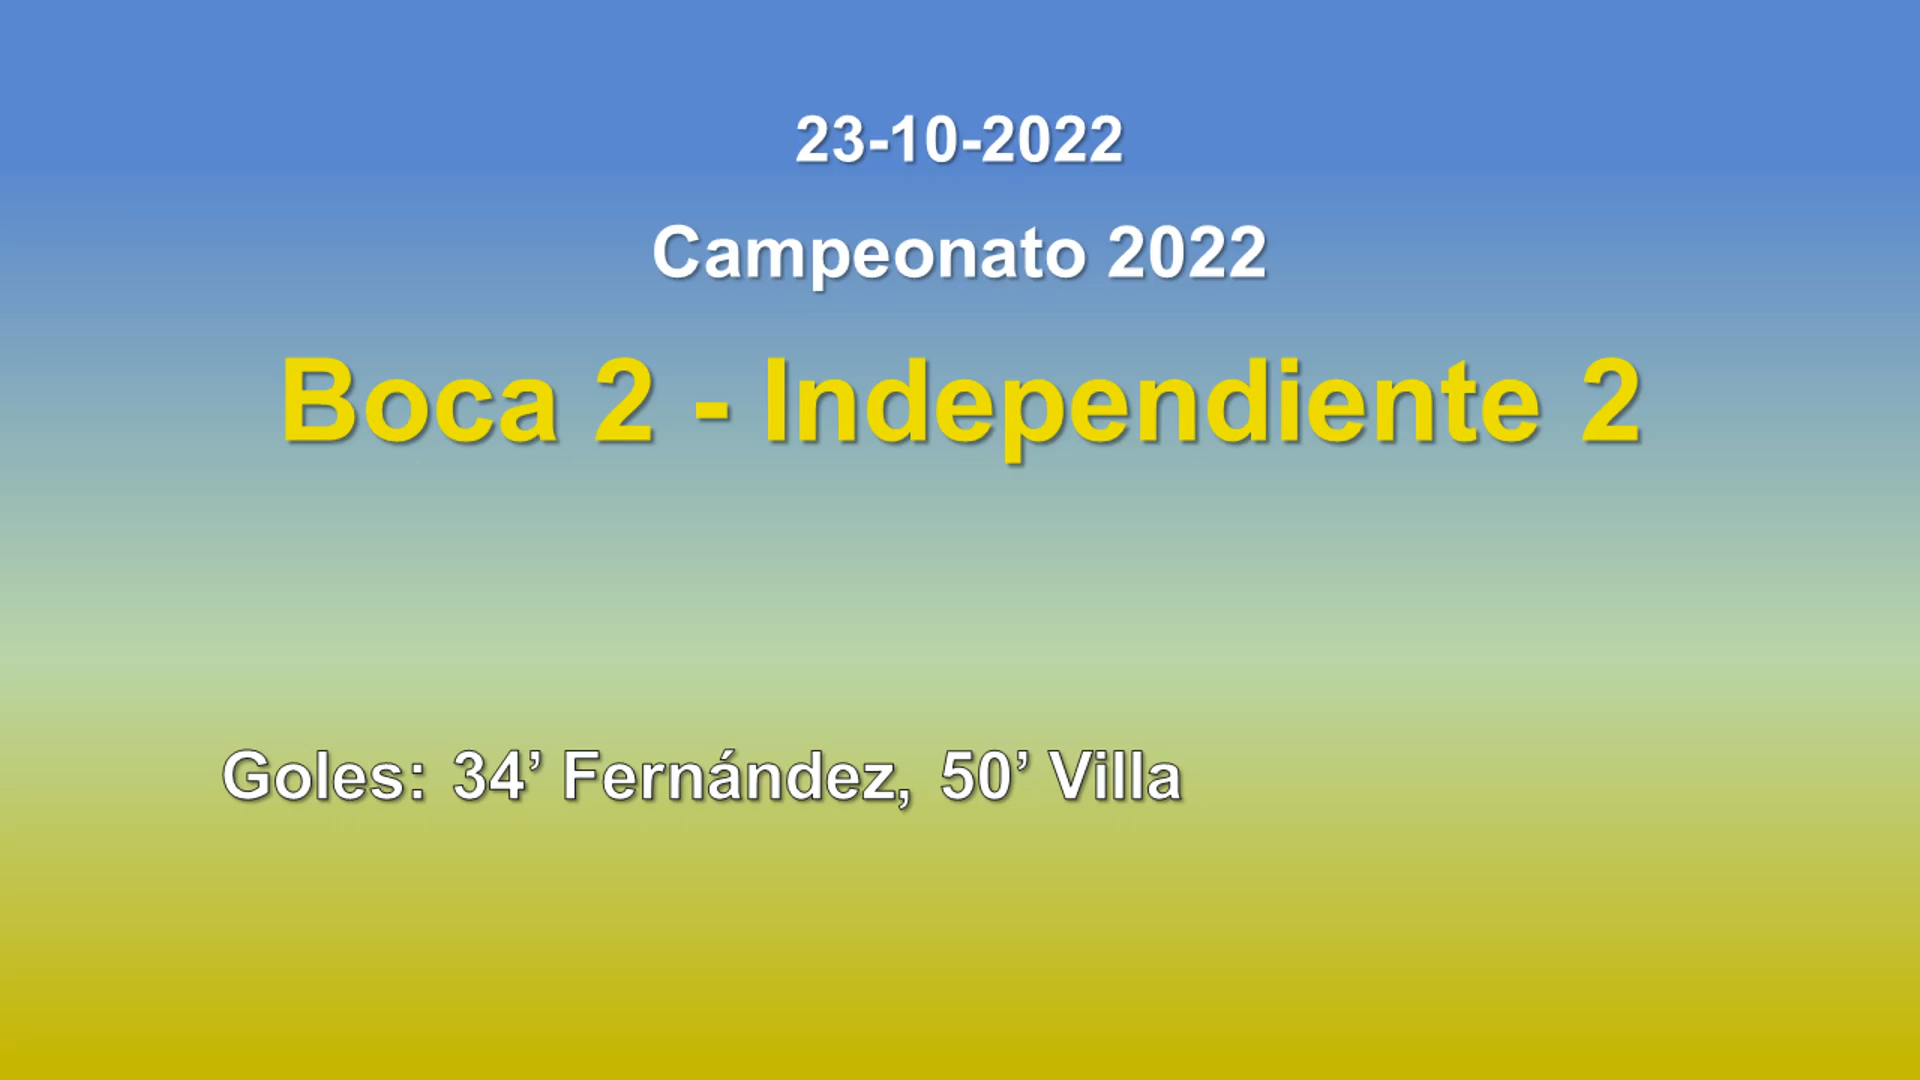 23-10-2022
Campeonato 2022
Boca 2 - Independiente 2
Goles: 34’ Fernández, 50’ Villa